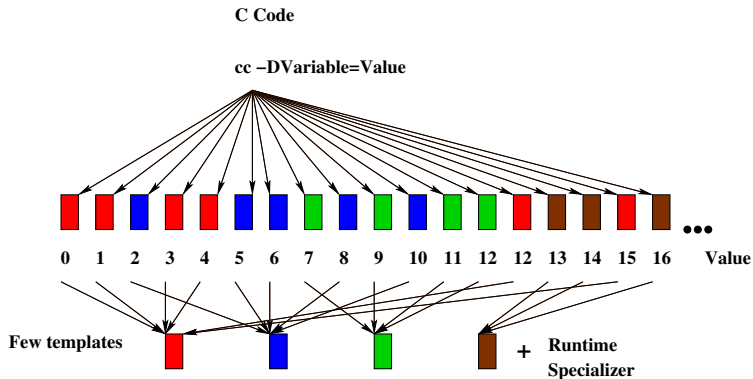 C Code
cc −DVariable=Value
0 1 2 3 4 5 6 7 8 9 10 11 12 12 13 14 15 16 Value
Few templates
+ Runtime
Specializer